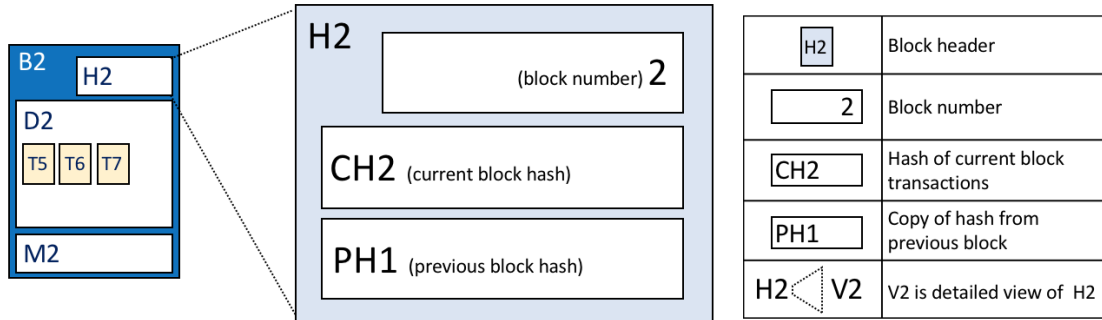 B2
H2
D2
T5 T6 T7
M2
H2
(block number) 2
CH2 (current block hash)
PH1 (previous block hash)
H2 Block header
2 Block number
CH2 Hash of current block
transactions
PH1 Copy of hash from
previous block
H2 V2 V2 is detailed view of H2